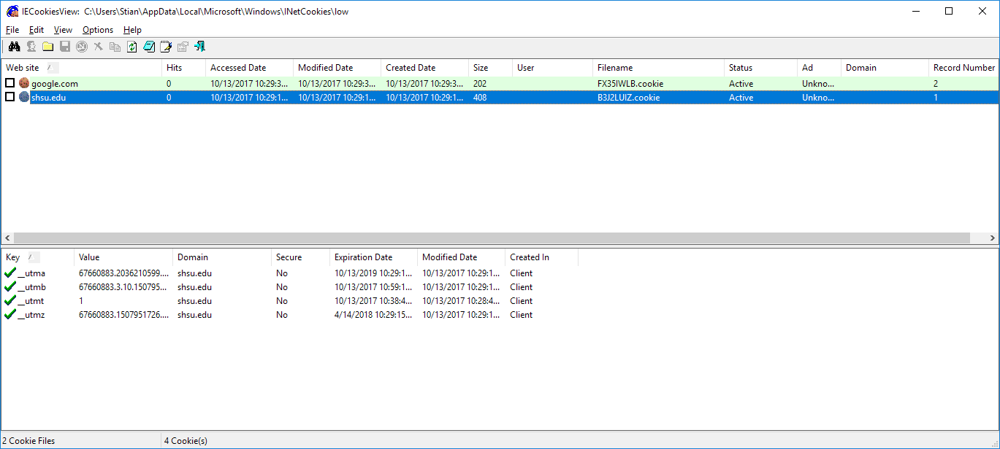 IECookiesView: C:\Users\Stian\AppData\Local\Microsoft\Windows\INetCookies\low
File Edit View Options Help
Web site Hits Accessed Date Modified Date Created Date Size User Filename Status Ad Domain Record Number
google.com 0 10/13/2017 10:29:3... 10/13/2017 10:29:3... 10/13/2017 10:29:3... 202 FX35IWLB.cookie Active Unkno... 2
shsu.edu 0 10/13/2017 10:29:1... 10/13/2017 10:29:1... 10/13/2017 10:29:1... 408 B3J2LUIZ.cookie Active Unkno... 1
Key Value Domain Secure Expiration Date Modified Date Created In
__utma 67660883.2036210599.... shsu.edu No 10/13/2019 10:29:1... 10/13/2017 10:29:1... Client
__utmb 67660883.3.10.150795... shsu.edu No 10/13/2017 10:59:1... 10/13/2017 10:29:1... Client
__utmt 1 shsu.edu No 10/13/2017 10:38:4... 10/13/2017 10:28:4... Client
__utmz 67660883.1507951726.... shsu.edu No 4/14/2018 10:29:15... 10/13/2017 10:29:1... Client
2 Cookie Files 4 Cookie(s)